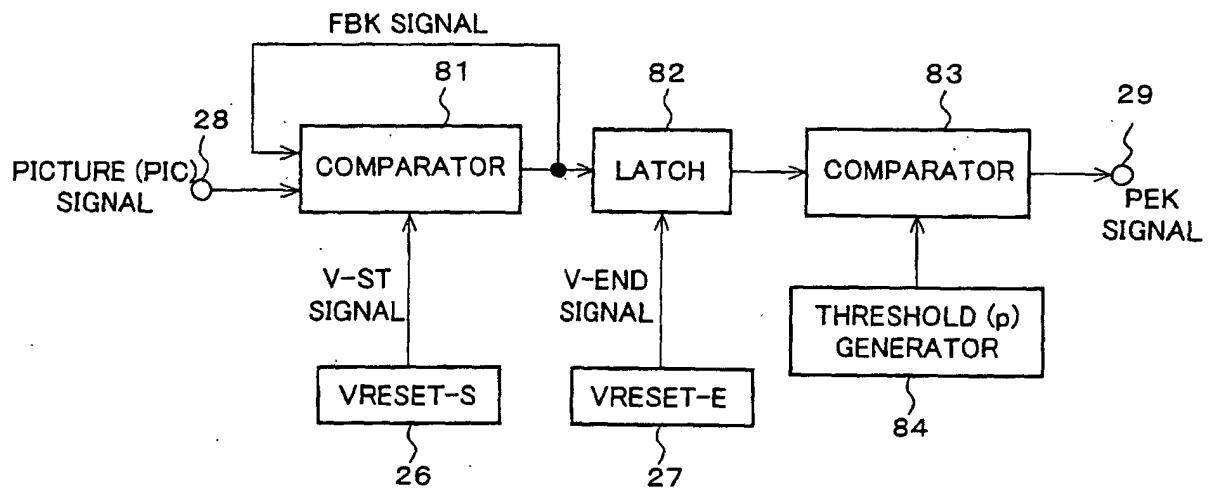 FBK SIGNAL
81
82
83
28
29
PICTURE (PIC)
SIGNAL
COMPARATOR
LATCH
COMPARATOR
PEK
SIGNAL
V-ST
SIGNAL
V-END
SIGNAL
THRESHOLD (p)
GENERATOR
VRESET-S
VRESET-E
84
26
27